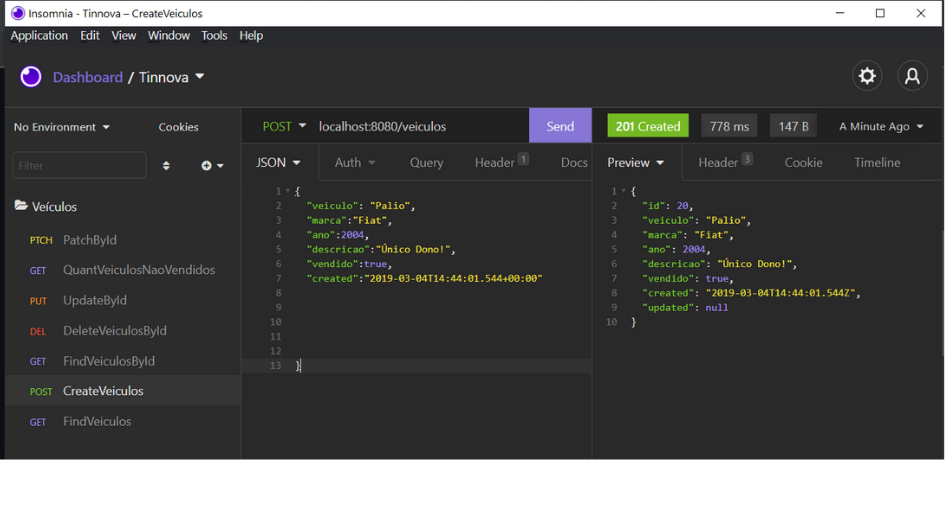 Insomnia - Tinnova – CreateVeiculos
Application Edit View Window Tools Help
Dashboard / Tinnova
No Environment Cookies
POST localhost:8080/veiculos Send
201 Created 778 ms 147 B A Minute Ago
Filter
JSON Auth Query Header 1 Docs
Preview Header 3 Cookie Timeline
Veículos
PTCH PatchById
GET QuantVeiculosNaoVendidos
PUT UpdateById
DEL DeleteVeiculosById
GET FindVeiculosById
POST CreateVeiculos
GET FindVeiculos
1 {
2 "veiculo": "Palio",
3 "marca":"Fiat",
4 "ano":2004,
5 "descricao":"Único Dono!",
6 "vendido":true,
7 "created":"2019-03-04T14:44:01.544+00:00"
8
9
10
11
12
13 }
1 {
2 "id": 20,
3 "veiculo": "Palio",
4 "marca": "Fiat",
5 "ano": 2004,
6 "descricao": "Único Dono!",
7 "vendido": true,
8 "created": "2019-03-04T14:44:01.544Z",
9 "updated": null
10 }